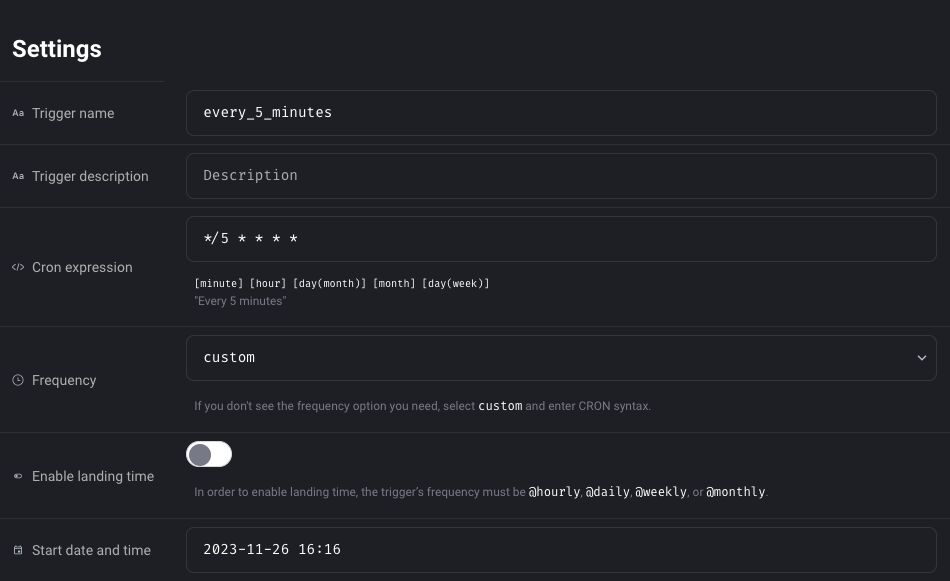 Settings
Aa Trigger name
every_5_minutes
Aa Trigger description
Description
</> Cron expression
*/5 * * * *
[minute] [hour] [day(month)] [month] [day(week)]
"Every 5 minutes"
Frequency
custom
If you don't see the frequency option you need, select custom and enter CRON syntax.
Enable landing time
In order to enable landing time, the trigger's frequency must be @hourly, @daily, @weekly, or @monthly.
Start date and time
2023-11-26 16:16